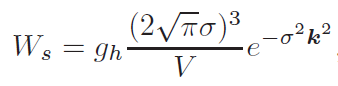 $W_s = g_h \frac{(2\sqrt{\pi}\sigma)^3}{V} e^{-\sigma^2 \boldsymbol{k}^2}.$